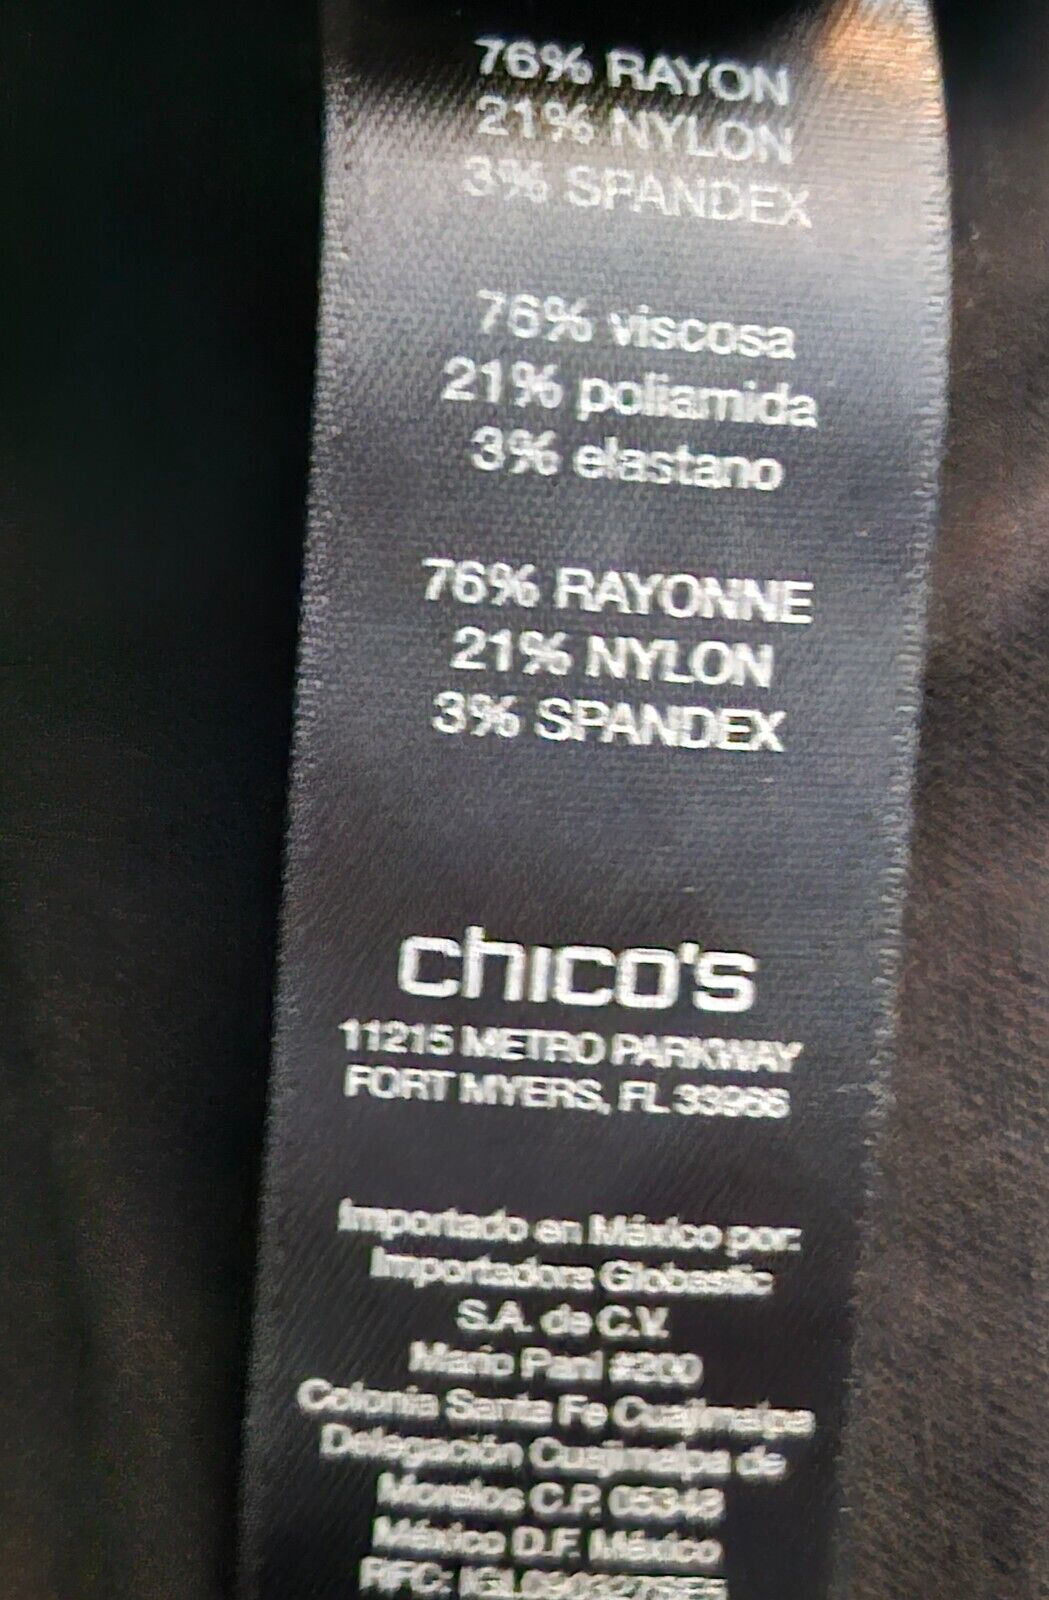 76% RAYON
21% NYLON
3% SPANDEX
76% viscosa
21% poliamida
3% elastano
76% RAYONNE
21% NYLON
3% SPANDEX
chico's
11215 METRO PARKWAY
FORT MYERS, FL 33966
Importado en México por:
Importadora Globastic
S.A. de C.V.
Mario Pani #200
Colonia Santa Fe Cuajimalpa
Delegación Cuajimalpa de
Morelos C.P. 05348
México D.F. México
RFC: